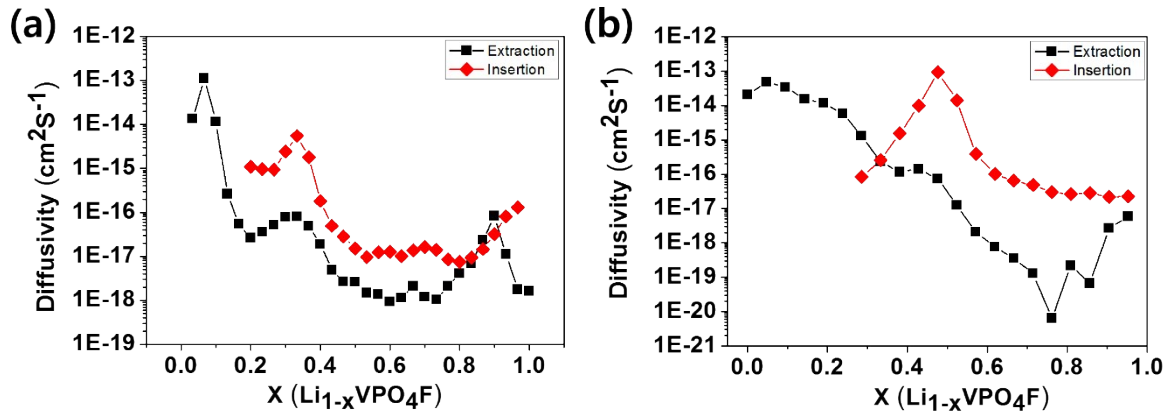 (a)
Diffusivity (cm²S⁻¹)
1E-12
1E-13
1E-14
1E-15
1E-16
1E-17
1E-18
1E-19
Extraction
Insertion
0.0 0.2 0.4 0.6 0.8 1.0
X (Li₁₋ₓVPO₄F)
(b)
Diffusivity (cm²S⁻¹)
1E-12
1E-13
1E-14
1E-15
1E-16
1E-17
1E-18
1E-19
1E-20
1E-21
Extraction
Insertion
0.0 0.2 0.4 0.6 0.8 1.0
X (Li₁₋ₓVPO₄F)